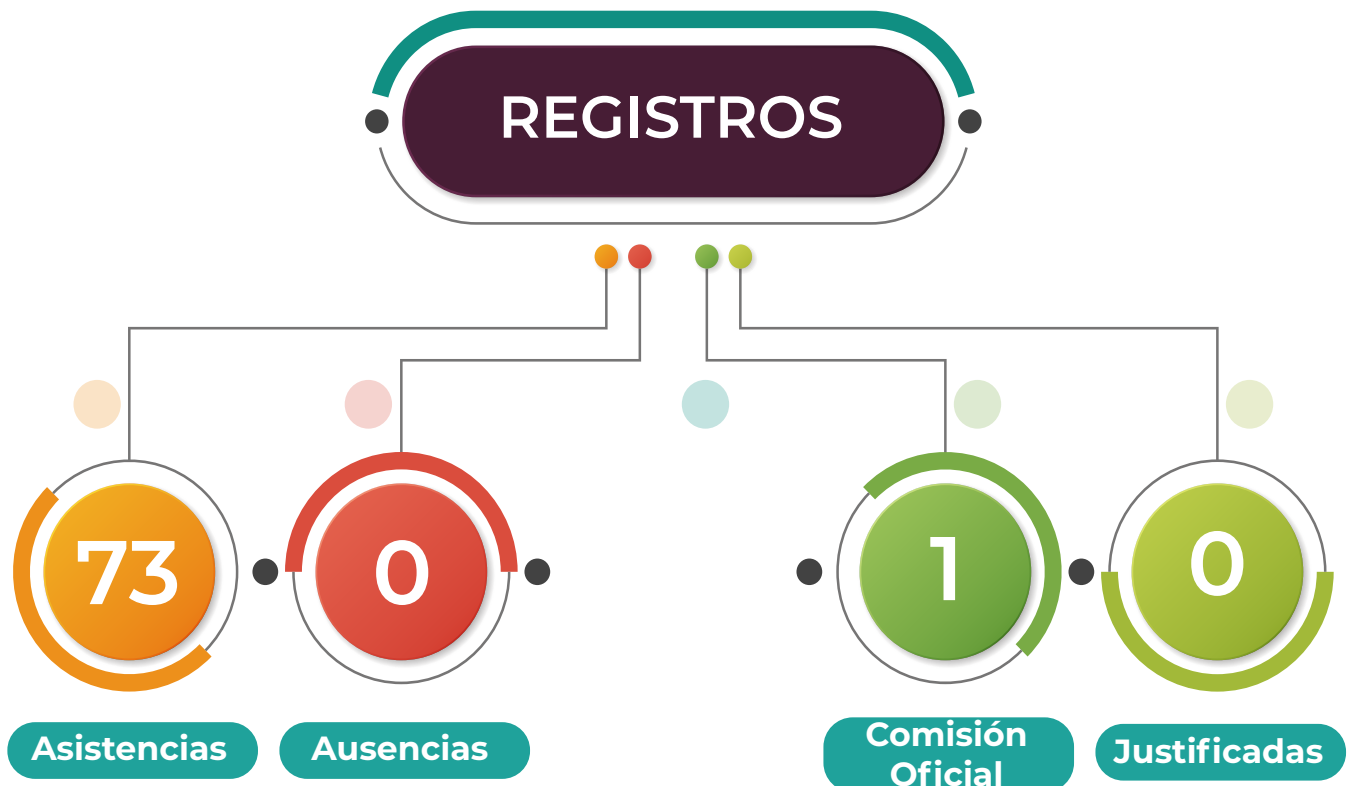 REGISTROS
73
0
1
0
Asistencias
Ausencias
Comisión
Oficial
Justificadas